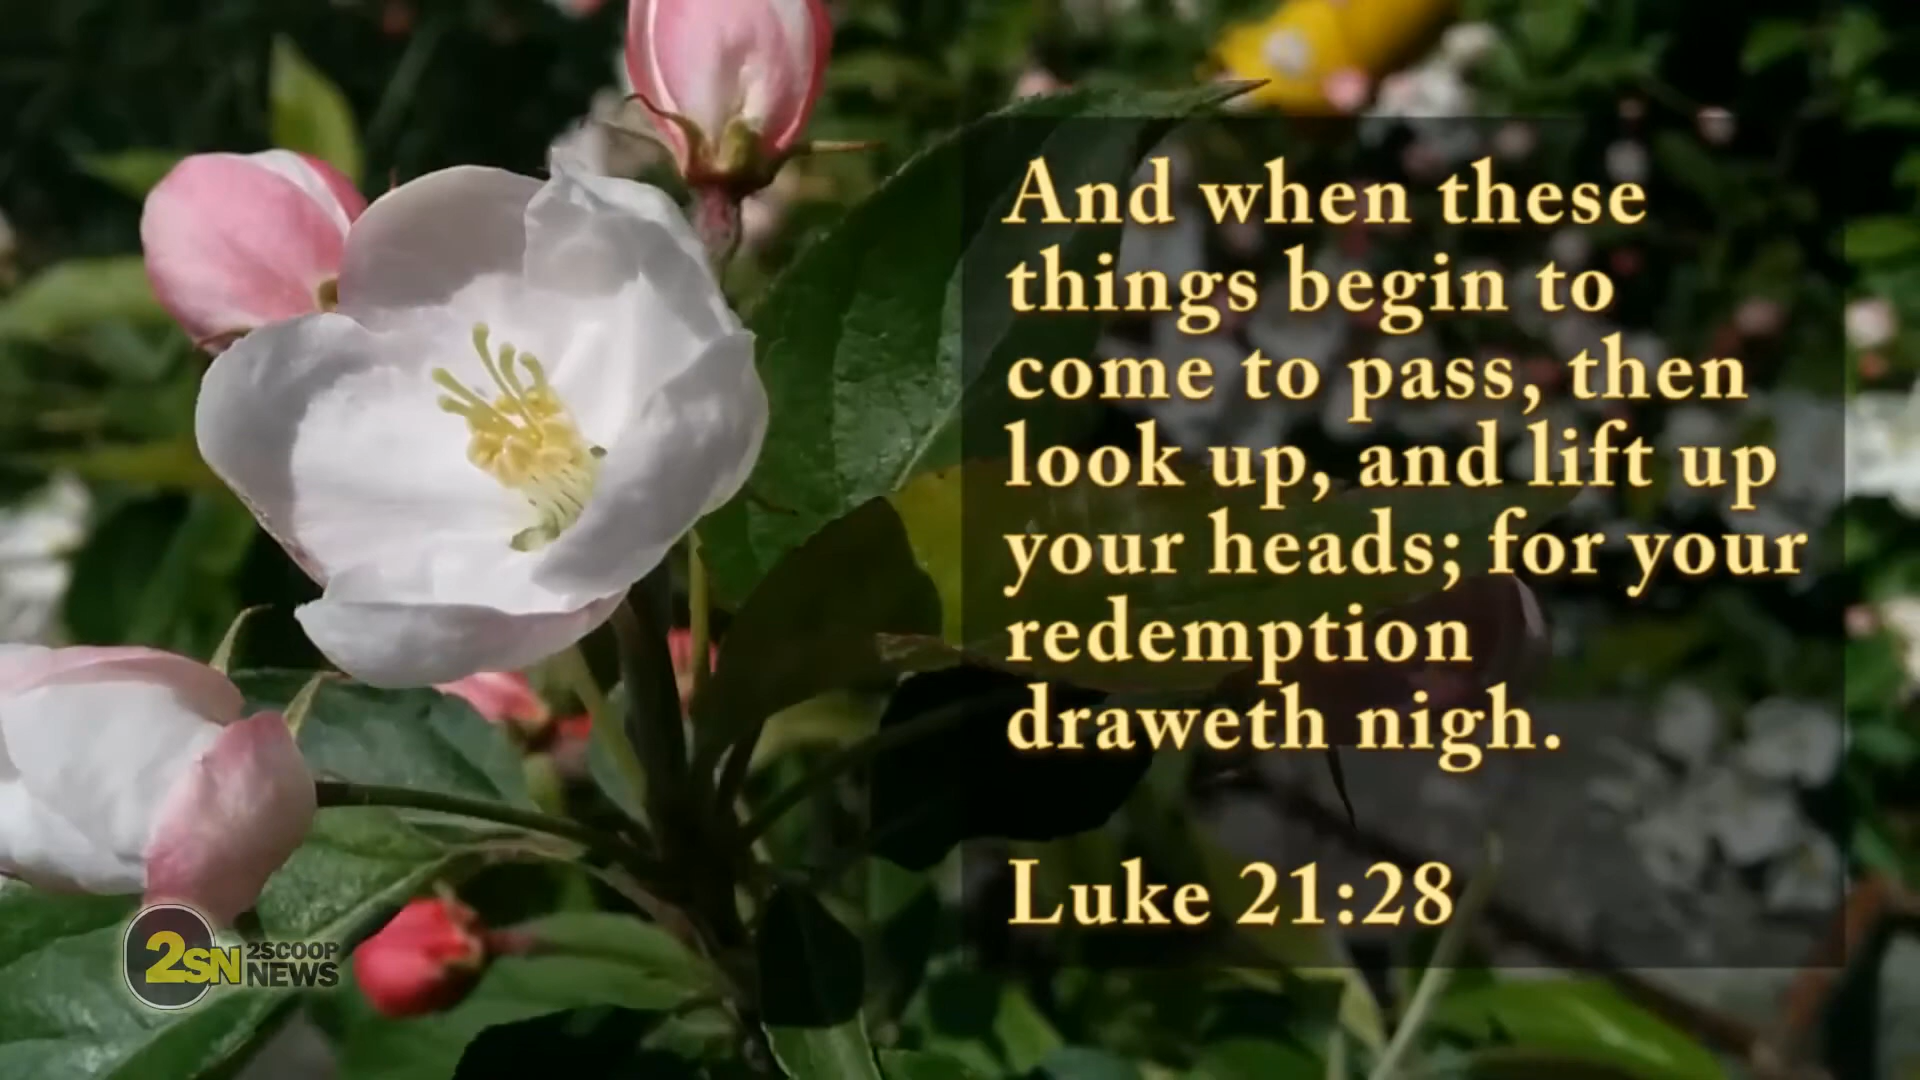 And when these
things begin to
come to pass, then
look up, and lift up
your heads; for your
redemption
draweth nigh.
Luke 21:28
2SN 2SCOOP
NEWS